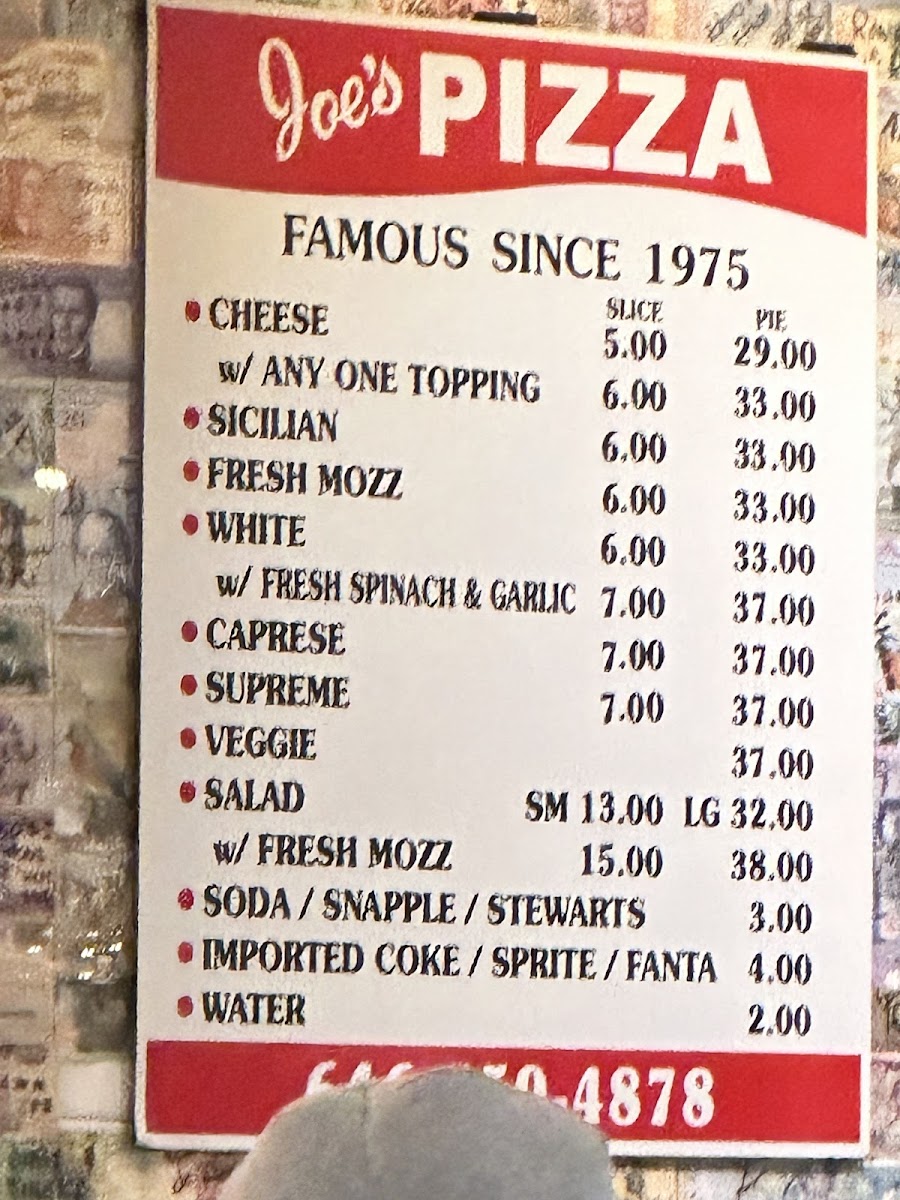 Joe's PIZZA
FAMOUS SINCE 1975
SLICE PIE
• CHEESE 5.00 29.00
w/ ANY ONE TOPPING 6.00 33.00
• SICILIAN 6.00 33.00
• FRESH MOZZ 6.00 33.00
• WHITE 6.00 33.00
w/ FRESH SPINACH & GARLIC 7.00 37.00
• CAPRESE 7.00 37.00
• SUPREME 7.00 37.00
• VEGGIE 37.00
• SALAD SM 13.00 LG 32.00
w/ FRESH MOZZ 15.00 38.00
• SODA / SNAPPLE / STEWARTS 3.00
• IMPORTED COKE / SPRITE / FANTA 4.00
• WATER 2.00
-4878